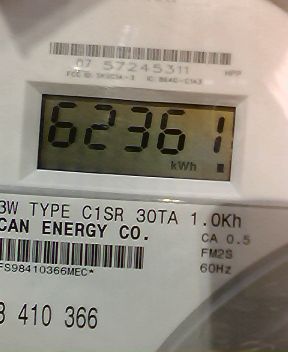 07 57245311
HPP
62361
kWh
3W TYPE C1SR 30TA 1.0Kh
CAN ENERGY CO.
CA 0.5
FM2S
60Hz
FS98410366MEC*
410 366